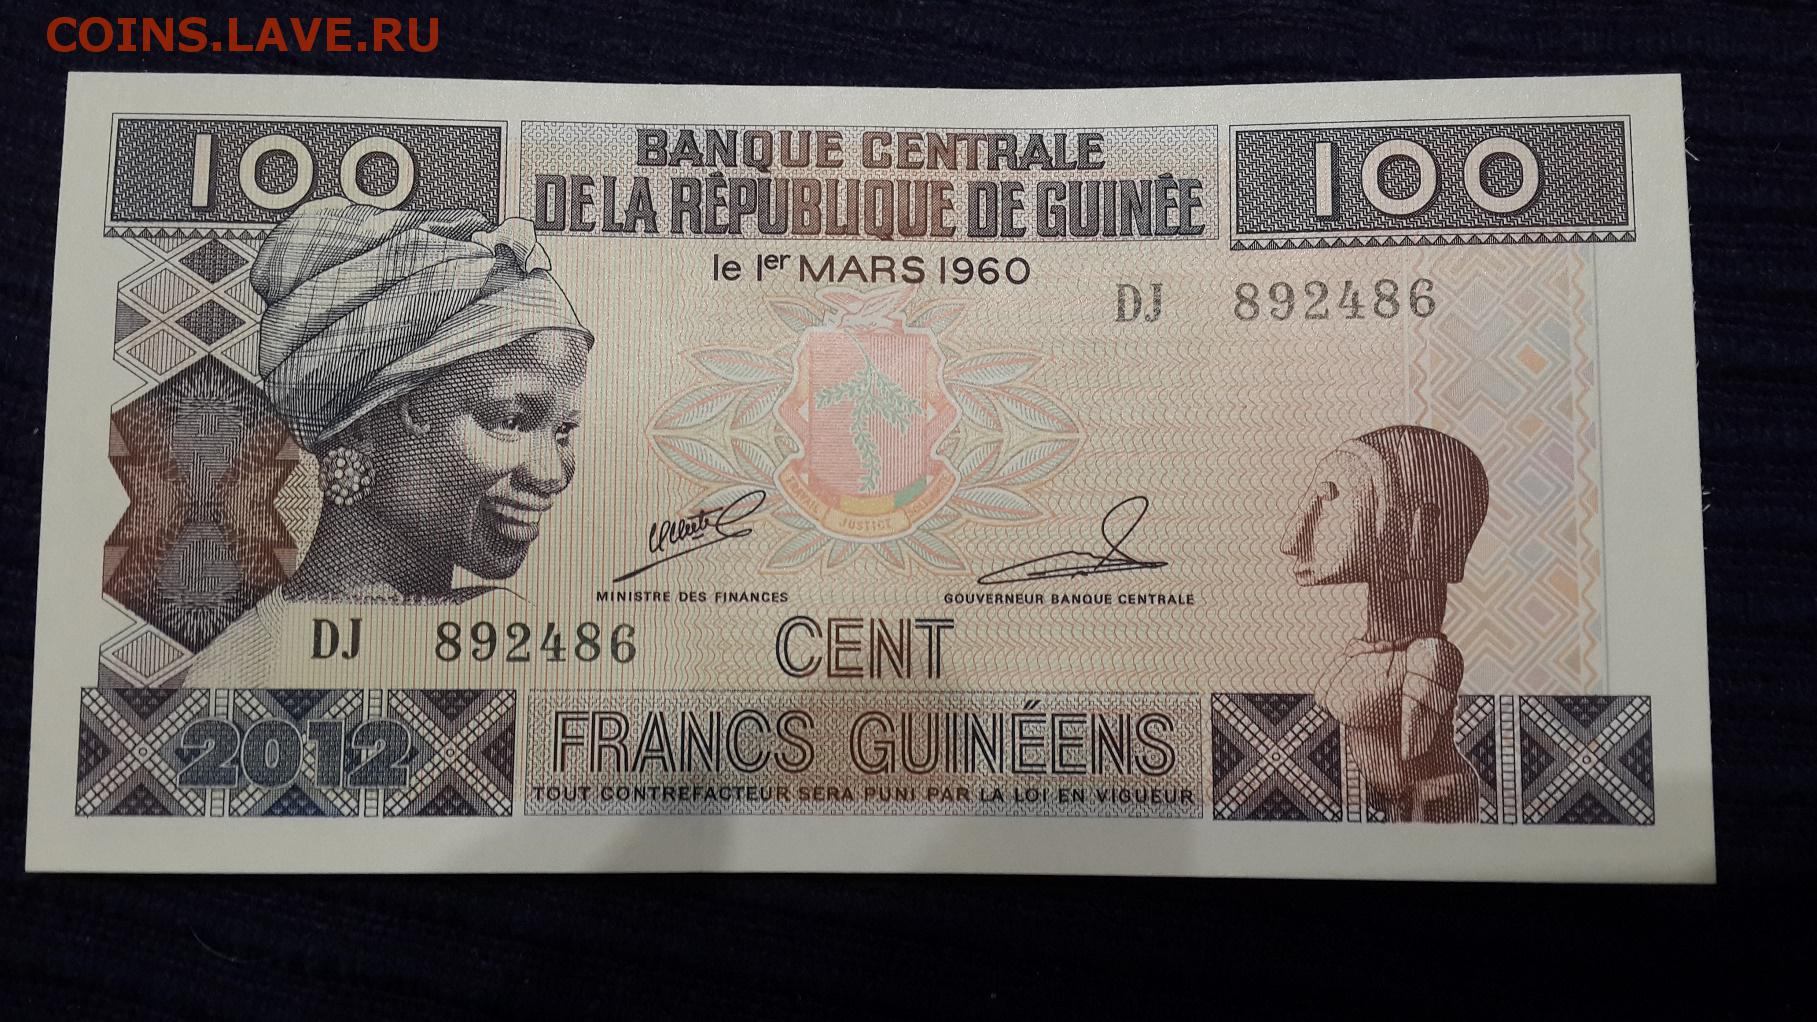 COINS.LAVE.RU
100
BANQUE CENTRALE
100
DE LA RÉPUBLIQUE DE GUINÉE
le 1er MARS 1960
DJ 892486
TRAVAIL JUSTICE
MINISTRE DES FINANCES
GOUVERNEUR BANQUE CENTRALE
DJ 892486
CENT
2012
FRANCS GUINÉENS
TOUT CONTREFACTEUR SERA PUNI PAR LA LOI EN VIGUEUR